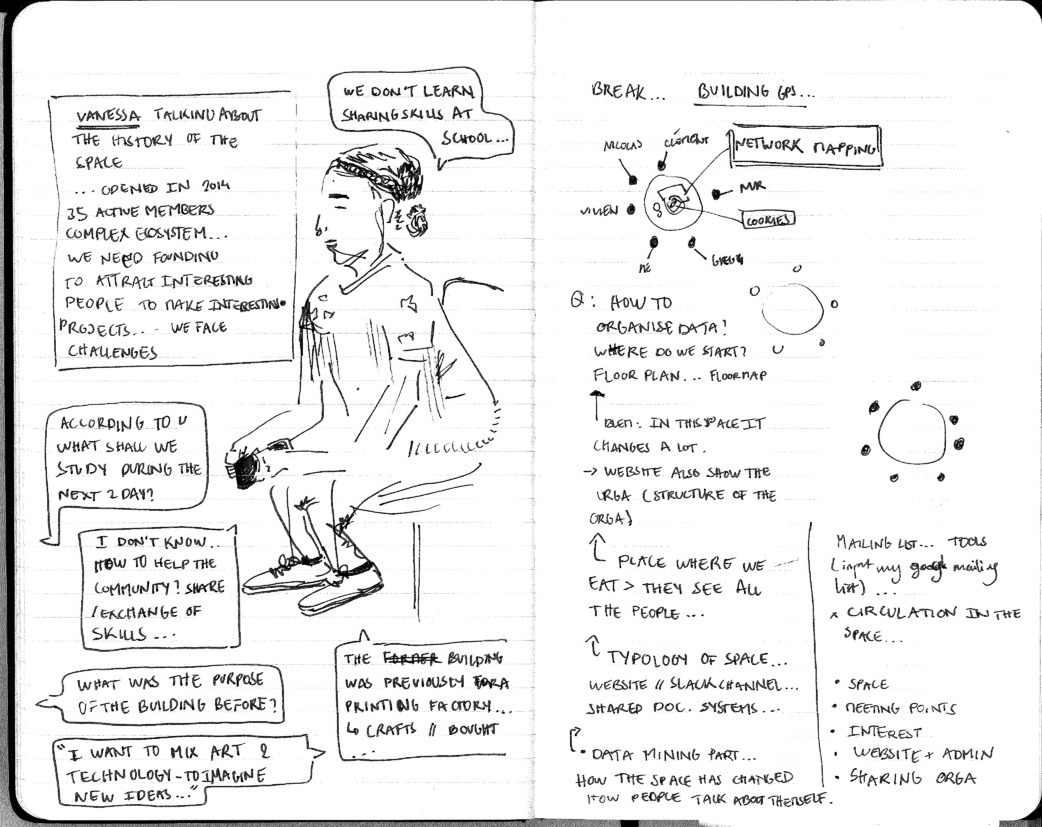 VANESSA TALKING ABOUT
THE HISTORY OF THE
SPACE
... OPENED IN 2014
35 ACTIVE MEMBERS
COMPLEX ECOSYSTEM...
WE NEED FOUNDING
TO ATTRACT INTERESTING
PEOPLE TO MAKE INTERESTING
PROJECTS... - WE FACE
CHALLENGES
WE DON'T LEARN
SHARING SKILLS AT
SCHOOL...
ACCORDING TO U
WHAT SHALL WE
STUDY DURING THE
NEXT 2 DAY?
I DON'T KNOW...
HOW TO HELP THE
COMMUNITY? SHARE
/EXCHANGE OF
SKILLS ...
WHAT WAS THE PURPOSE
OF THE BUILDING BEFORE?
THE FORMER BUILDING
WAS PREVIOUSLY FOR A
PRINTING FACTORY...
↳ CRAFTS // BOUGHT
...
"I WANT TO MIX ART &
TECHNOLOGY - TO IMAGINE
NEW IDEAS..."
BREAK... BUILDING GPS...
NICOLAS
CLÉMENT
NETWORK MAPPING
VIVIEN
NUR
COOKIES
ME
Q: HOW TO
ORGANISE DATA?
WHERE DO WE START?
FLOOR PLAN... FLOORMAP
↑
: IN THIS SPACE IT
CHANGES A LOT.
→ WEBSITE ALSO SHOW THE
ORGA (STRUCTURE OF THE
ORGA)
↑ PLACE WHERE WE
EAT > THEY SEE ALL
THE PEOPLE...
↑ TYPOLOGY OF SPACE...
WEBSITE // SLACK CHANNEL...
SHARED DOC. SYSTEMS...
↑
• DATA MINING PART...
HOW THE SPACE HAS CHANGED
HOW PEOPLE TALK ABOUT THEMSELF.
MAILING LIST... TOOLS
(input my google mailing
list) ...
x CIRCULATION IN THE
SPACE...
• SPACE
• MEETING POINTS
• INTEREST
• WEBSITE + ADMIN
• SHARING ORGA